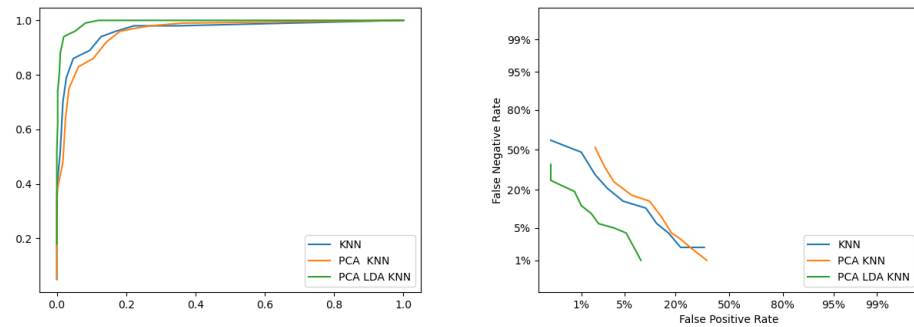 1.0
0.8
0.6
0.4
0.2
0.0 0.2 0.4 0.6 0.8 1.0
KNN
PCA KNN
PCA LDA KNN
False Negative Rate
99%
95%
80%
50%
20%
5%
1%
1% 5% 20% 50% 80% 95% 99%
False Positive Rate
KNN
PCA KNN
PCA LDA KNN